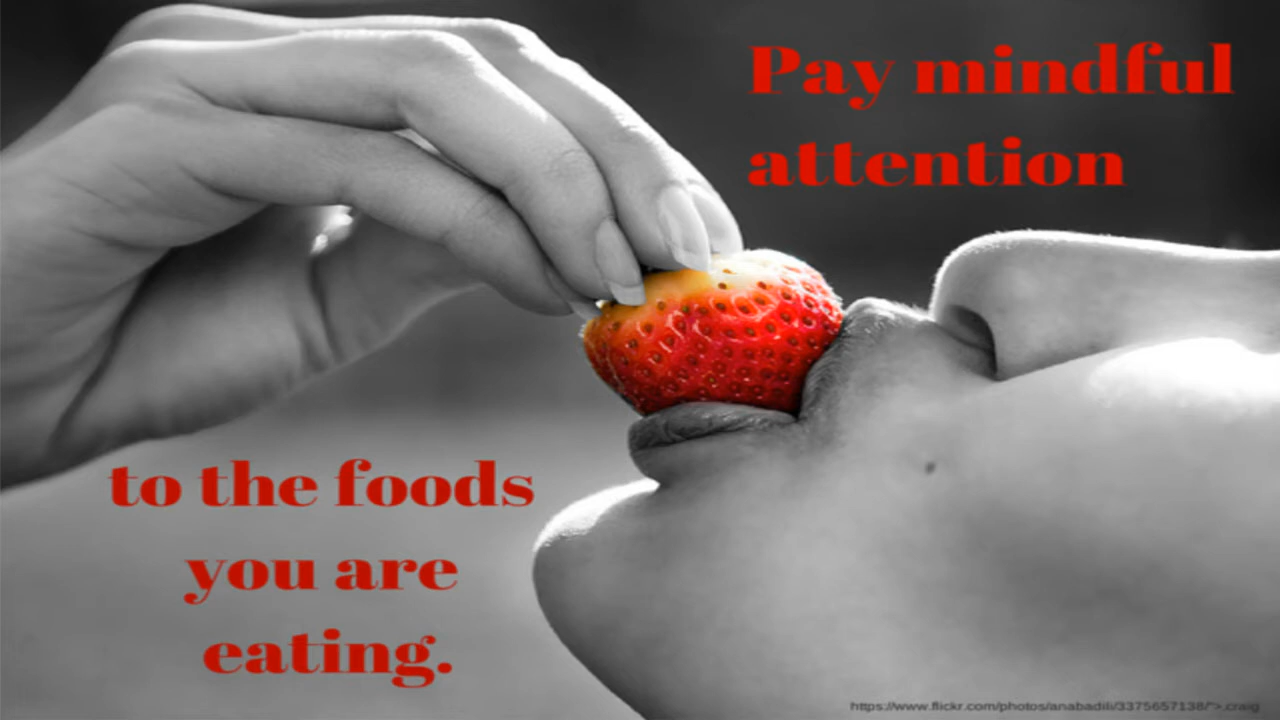 Pay mindful
attention
to the foods
you are
eating.
https://www.flickr.com/photos/anabadili/3375657138/">.craig